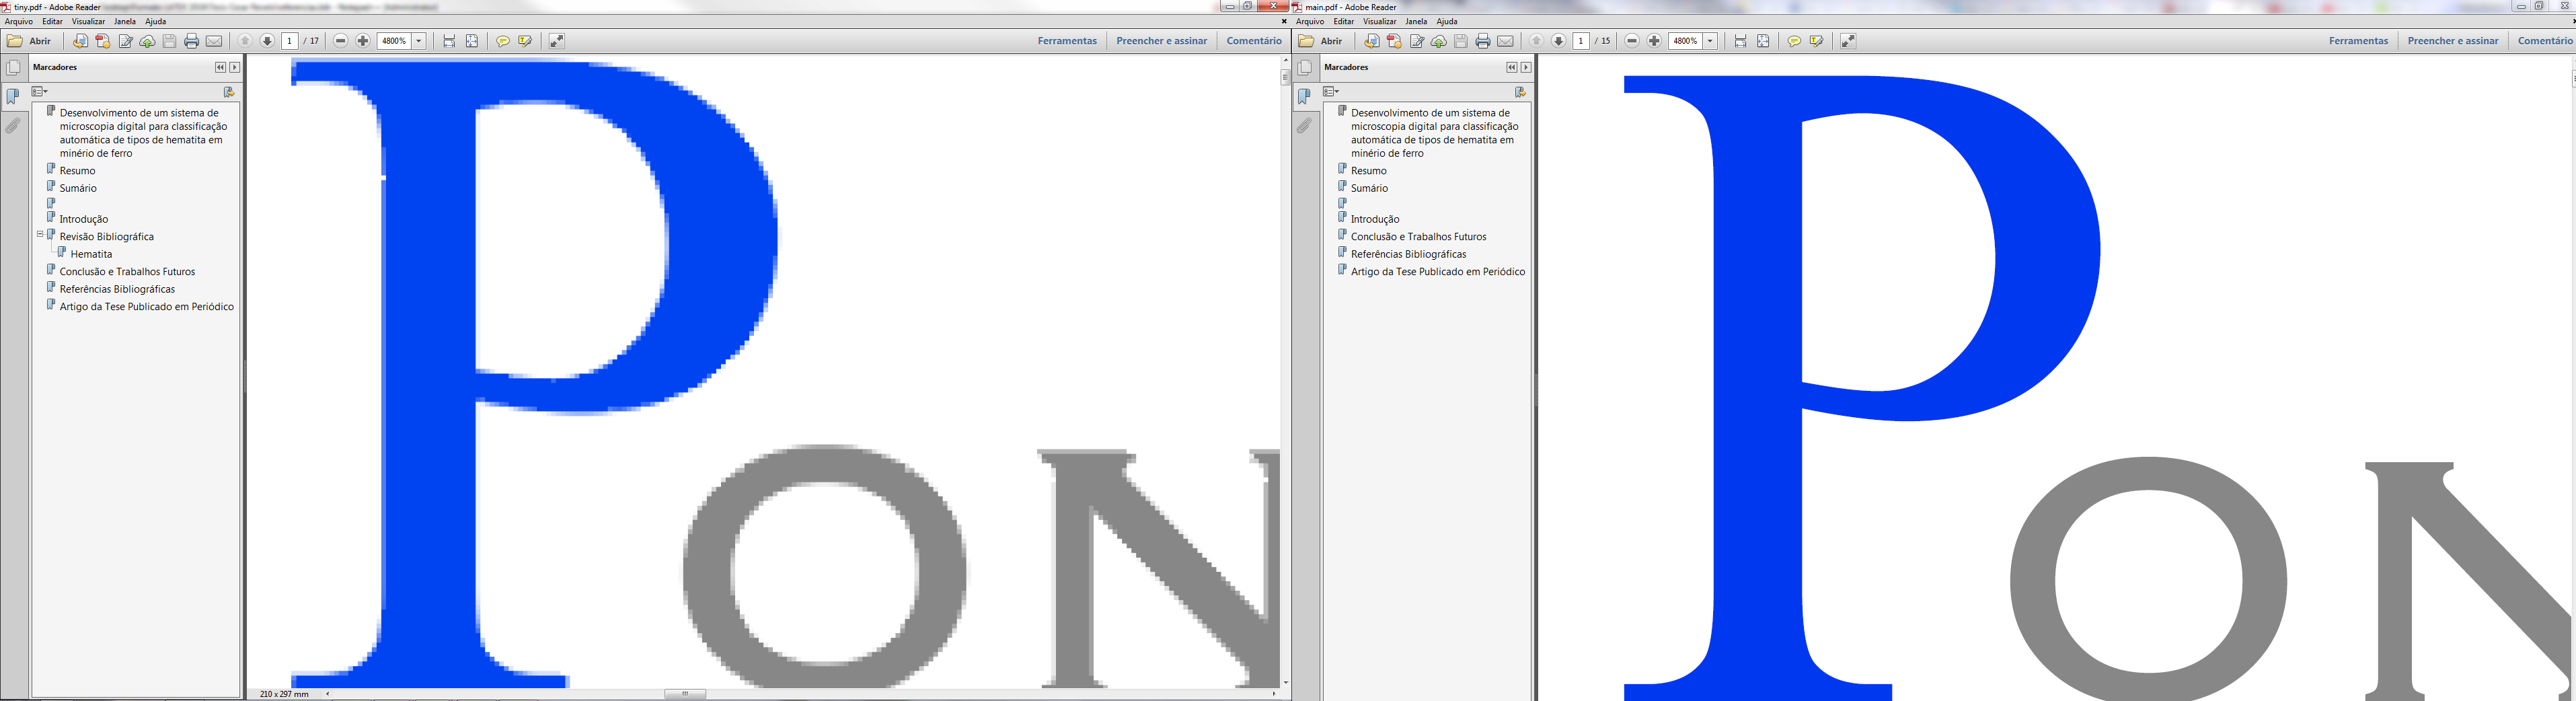 tiny.pdf - Adobe Reader
Arquivo Editar Visualizar Janela Ajuda
Abrir 1 / 17 4800% Ferramentas Preencher e assinar Comentário
Marcadores
Desenvolvimento de um sistema de
microscopia digital para classificação
automática de tipos de hematita em
minério de ferro
Resumo
Sumário
Introdução
Revisão Bibliográfica
Hematita
Conclusão e Trabalhos Futuros
Referências Bibliográficas
Artigo da Tese Publicado em Periódico
P
ON
210 x 297 mm
main.pdf - Adobe Reader
Arquivo Editar Visualizar Janela Ajuda
Abrir 1 / 15 4800% Ferramentas Preencher e assinar Comentário
Marcadores
Desenvolvimento de um sistema de
microscopia digital para classificação
automática de tipos de hematita em
minério de ferro
Resumo
Sumário
Introdução
Conclusão e Trabalhos Futuros
Referências Bibliográficas
Artigo da Tese Publicado em Periódico
P
ON